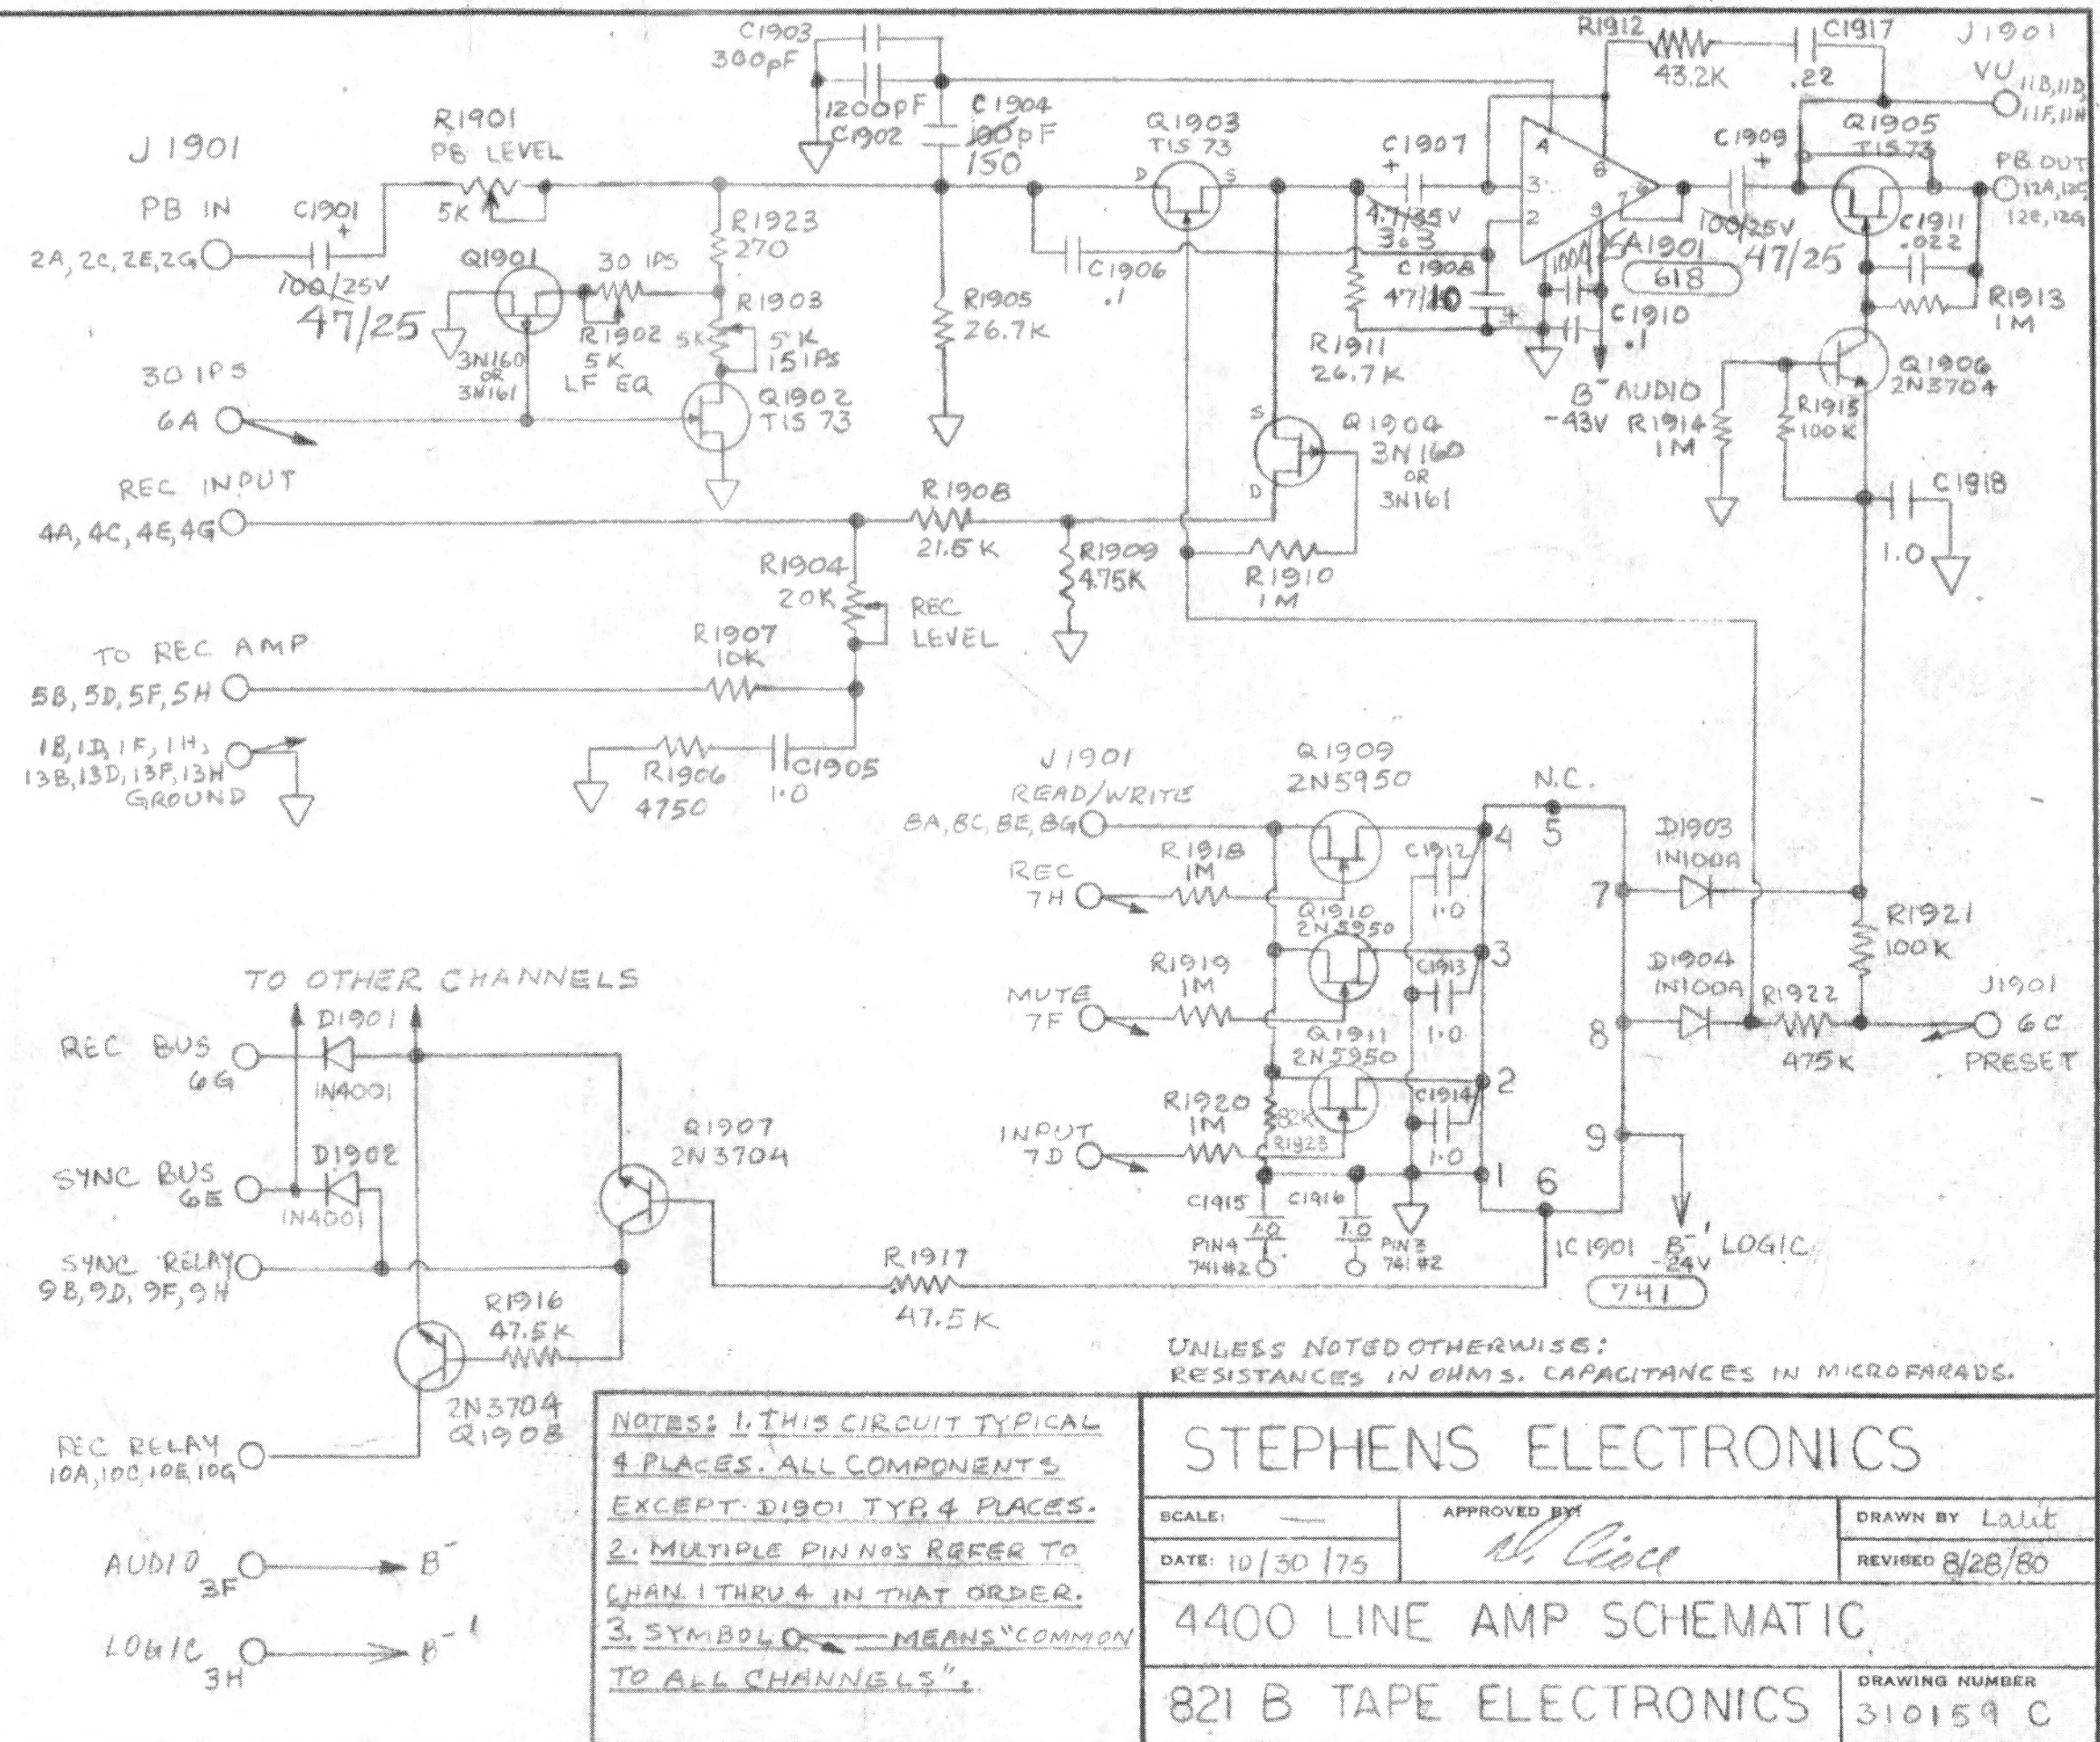 C1903
300pF
1200pF
C1902
C1904
100pF
150
R1912
43.2K
C1917
.22
J1901
VU
11B,11D,
11F,11H
J1901
PB IN
2A, 2C, 2E, 2G
C1901
+
100/25V
47/25
R1901
PB LEVEL
5K
Q1901
3N160
OR
3N161
30 IPS
R1902
5K
LF EQ
R1923
270
R1903
5K
5K
15 IPS
Q1902
TIS 73
R1905
26.7K
C1906
.1
Q1903
TIS 73
D
S
C1907
+
4.7/35V
3.3
C1908
47/10
+
R1911
26.7K
4
3
2
8
9
6
7
A1901
618
C1910
.1
C1909
+
100/25V
47/25
B- AUDIO
-43V
Q1905
TIS73
PB OUT
12A,12C,
12E,12G
C1911
.022
R1913
1M
Q1906
2N3704
R1914
1M
R1915
100K
C1918
1.0
30 IPS
6A
REC INPUT
4A, 4C, 4E, 4G
R1908
21.5K
S
D
Q1904
3N160
OR
3N161
R1904
20K
REC
LEVEL
R1909
475K
R1910
1M
TO REC AMP
5B, 5D, 5F, 5H
R1907
10K
1B, 1D, 1F, 1H,
13B,13D,13F,13H
GROUND
R1906
4750
C1905
1.0
J1901
READ/WRITE
8A, 8C, 8E, 8G
Q1909
2N5950
N.C.
5
4
R1918
1M
C1912
1.0
REC
7H
D1903
1N100A
7
Q1910
2N5950
3
R1919
1M
C1913
1.0
MUTE
7F
R1921
100K
D1904
1N100A
R1922
475K
8
J1901
6C
PRESET
Q1911
2N5950
2
R1920
1M
82K
R1923
C1914
1.0
INPUT
7D
9
1
6
C1915
1.0
C1916
1.0
PIN4
741#2
PIN3
741#2
IC1901
741
B-' LOGIC
-24V
TO OTHER CHANNELS
REC BUS
6G
D1901
1N4001
SYNC BUS
6E
D1902
1N4001
Q1907
2N3704
SYNC RELAY
9B, 9D, 9F, 9H
R1917
47.5K
R1916
47.5K
2N3704
Q1908
REC RELAY
10A,10C,10E,10G
AUDIO
3F
B-
LOGIC
3H
B-'
UNLESS NOTED OTHERWISE:
RESISTANCES IN OHMS. CAPACITANCES IN MICROFARADS.
NOTES: 1. THIS CIRCUIT TYPICAL
4 PLACES. ALL COMPONENTS
EXCEPT D1901 TYP. 4 PLACES.
2. MULTIPLE PIN NOS REFER TO
CHAN. 1 THRU 4 IN THAT ORDER.
3. SYMBOL MEANS "COMMON
TO ALL CHANNELS".
STEPHENS ELECTRONICS
SCALE: —
APPROVED BY:
DRAWN BY Lalit
DATE: 10/30/75
REVISED 8/28/80
4400 LINE AMP SCHEMATIC
821 B TAPE ELECTRONICS
DRAWING NUMBER
310159 C